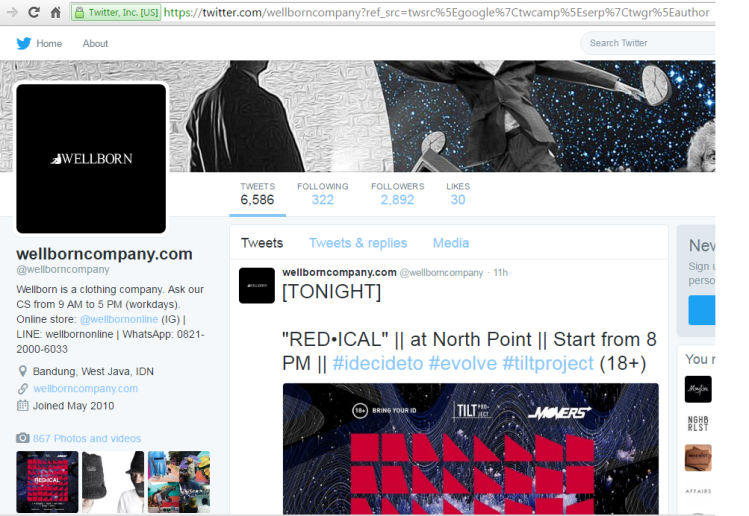 Twitter, Inc. [US] https://twitter.com/wellborncompany?ref_src=twsrc%5Egoogle%7Ctwcamp%5Eserp%7Ctwgr%5Eauthor
Home About Search Twitter
WELLBORN
TWEETS FOLLOWING FOLLOWERS LIKES
6,586 322 2,892 30
Tweets Tweets & replies Media
wellborncompany.com
@wellborncompany
Wellborn is a clothing company. Ask our
CS from 9 AM to 5 PM (workdays).
Online store: @wellbornonline (IG) |
LINE: wellbornonline | WhatsApp: 0821-
2000-6033
Bandung, West Java, IDN
wellborncompany.com
Joined May 2010
867 Photos and videos
RED•ICAL
wellborncompany.com @wellborncompany · 11h
[TONIGHT]
"RED•ICAL" || at North Point || Start from 8
PM || #idecideto #evolve #tiltproject (18+)
18+ BRING YOUR ID TILT PRO-
JECT MOVERS
New
Sign u
perso
You r
NGHB
RLST
AFFAIRS